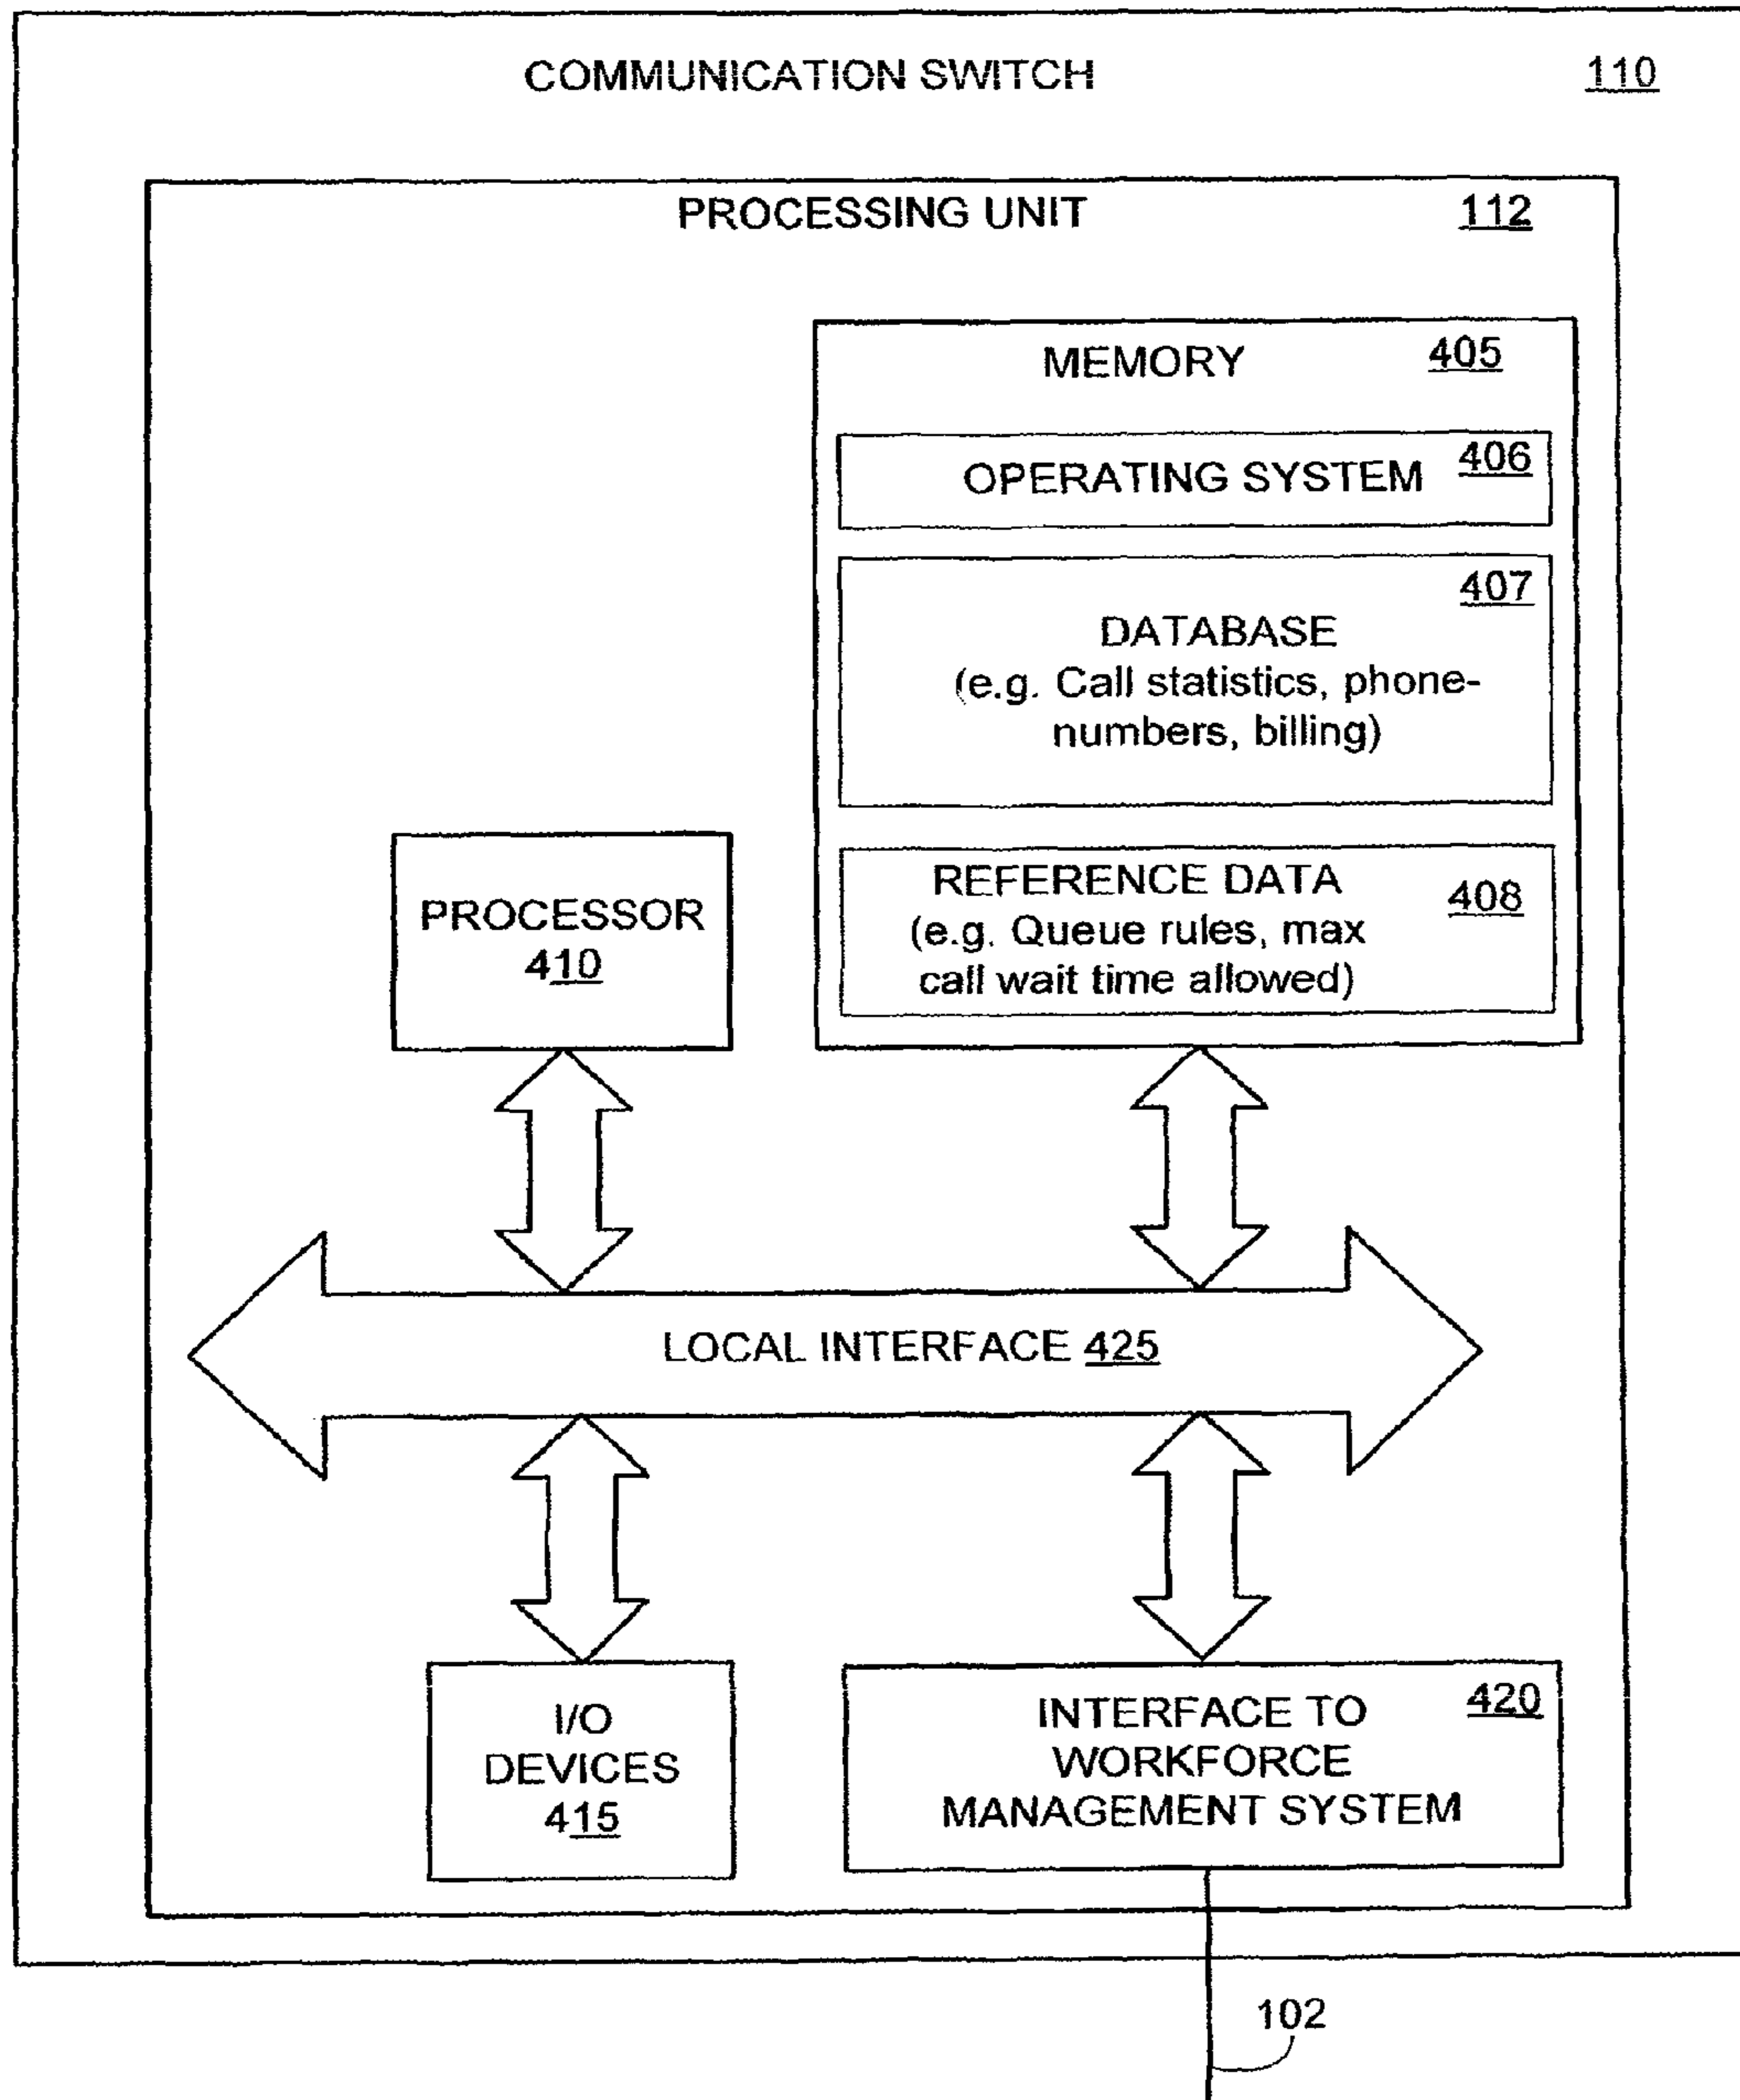 COMMUNICATION SWITCH 110
PROCESSING UNIT 112
MEMORY 405
OPERATING SYSTEM 406
407
DATABASE
(e.g. Call statistics, phone-
numbers, billing)
REFERENCE DATA 408
(e.g. Queue rules, max
call wait time allowed)
PROCESSOR
410
LOCAL INTERFACE 425
I/O
DEVICES
415
INTERFACE TO 420
WORKFORCE
MANAGEMENT SYSTEM
102